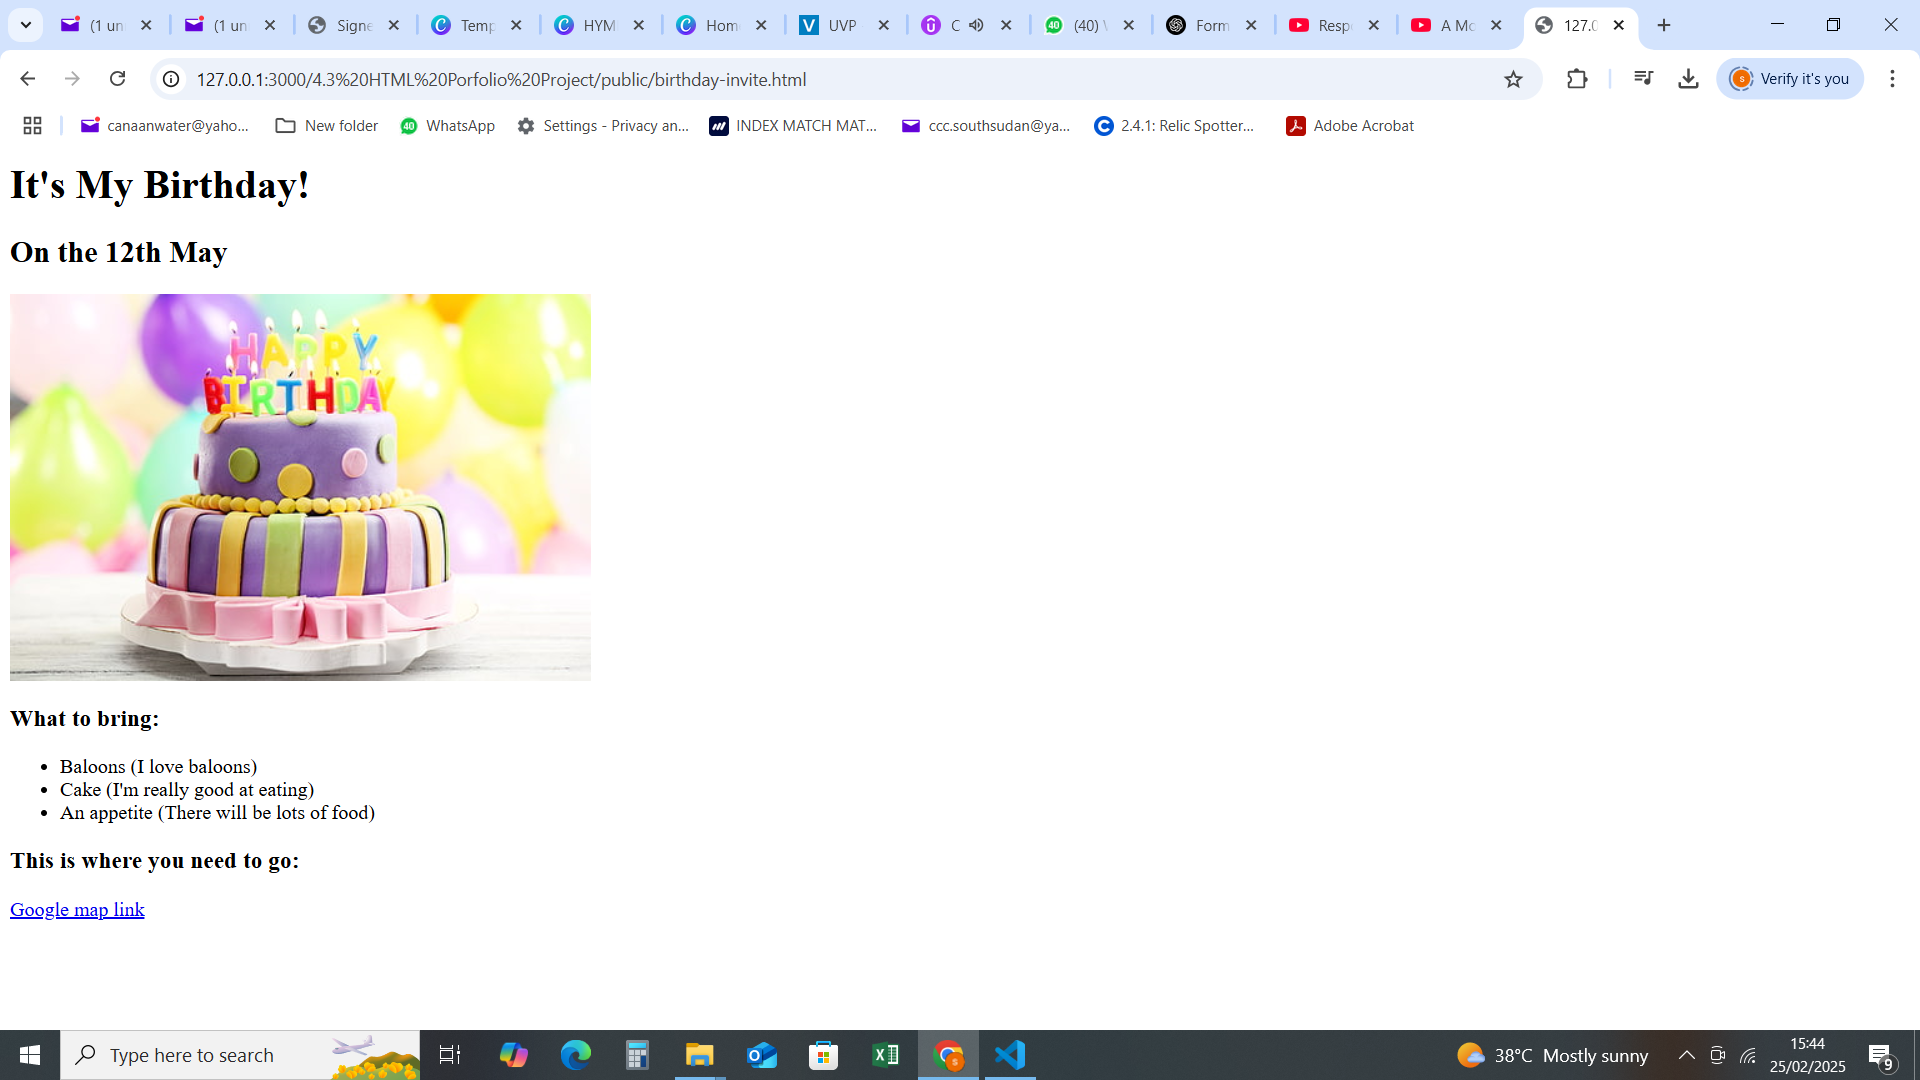 (1 un
(1 un
Signe
Temp
HYM
Hom
UVP
C
(40) W
Form
Resp
A Mo
127.0
127.0.0.1:3000/4.3%20HTML%20Porfolio%20Project/public/birthday-invite.html
Verify it's you
canaanwater@yaho...
New folder
WhatsApp
Settings - Privacy an...
INDEX MATCH MAT...
ccc.southsudan@ya...
2.4.1: Relic Spotter...
Adobe Acrobat
It's My Birthday!
On the 12th May
HAPPY
BIRTHDAY
What to bring:
Baloons (I love baloons)
Cake (I'm really good at eating)
An appetite (There will be lots of food)
This is where you need to go:
Google map link
Type here to search
38°C Mostly sunny
15:44
25/02/2025
9